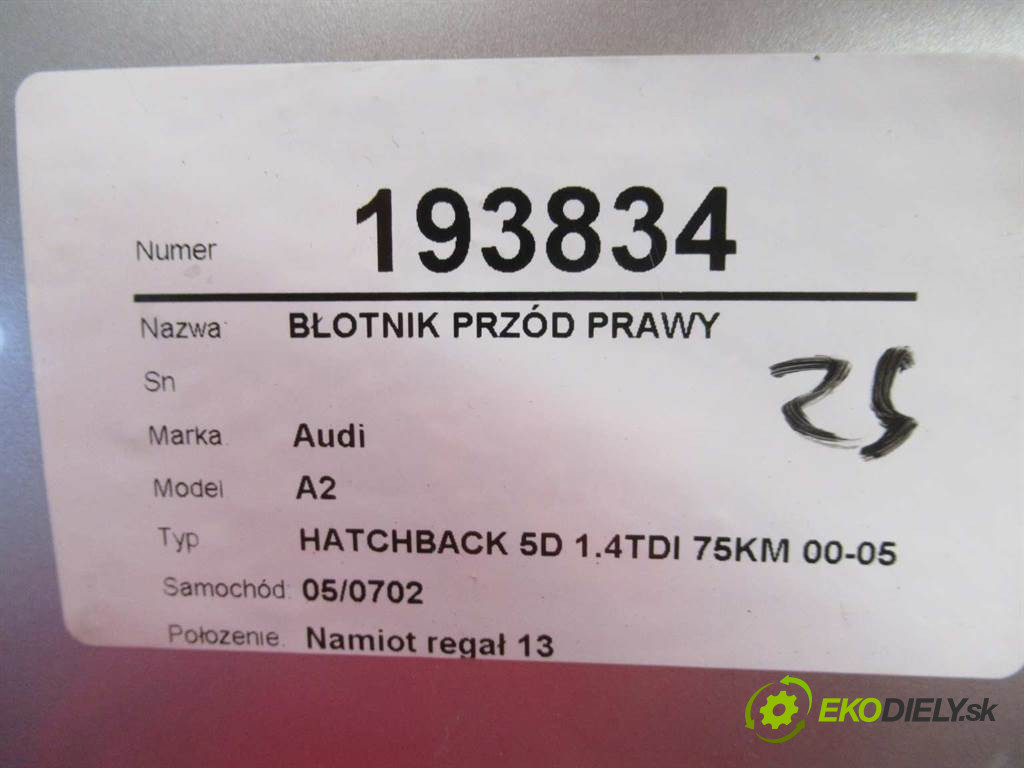 Numer 193834
Nazwa: BŁOTNIK PRZÓD PRAWY
Sn
25
Marka Audi
Model A2
Typ HATCHBACK 5D 1.4TDI 75KM 00-05
Samochód: 05/0702
Położenie: Namiot regał 13
EKODIELY.sk